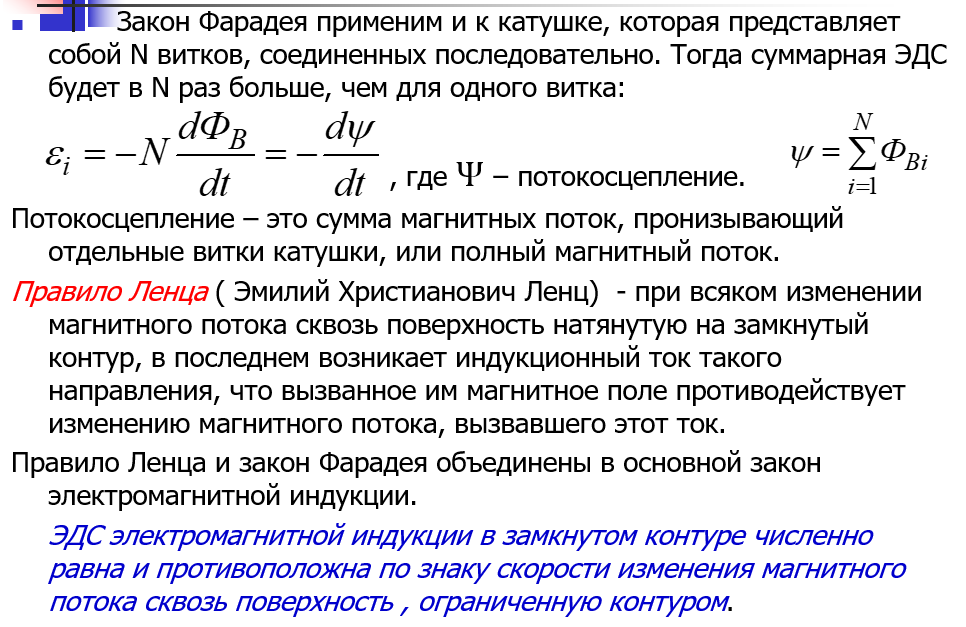 Закон Фарадея применим и к катушке, которая представляет
собой N витков, соединенных последовательно. Тогда суммарная ЭДС
будет в N раз больше, чем для одного витка:
εᵢ = −N dΦ_B/dt = − dψ/dt , где Ψ – потокосцепление. ψ = ∑_{i=1}^{N} Φ_{Bi}
Потокосцепление – это сумма магнитных поток, пронизывающий
отдельные витки катушки, или полный магнитный поток.
Правило Ленца ( Эмилий Христианович Ленц) - при всяком изменении
магнитного потока сквозь поверхность натянутую на замкнутый
контур, в последнем возникает индукционный ток такого
направления, что вызванное им магнитное поле противодействует
изменению магнитного потока, вызвавшего этот ток.
Правило Ленца и закон Фарадея объединены в основной закон
электромагнитной индукции.
ЭДС электромагнитной индукции в замкнутом контуре численно
равна и противоположна по знаку скорости изменения магнитного
потока сквозь поверхность , ограниченную контуром.